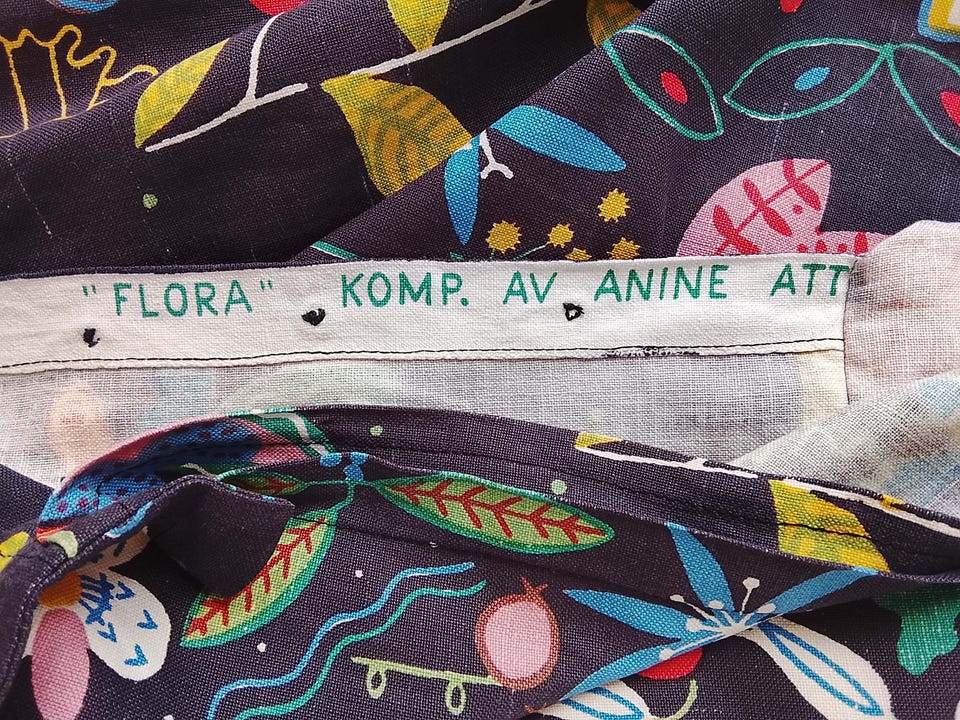 "FLORA" KOMP. AV ANINE ATT